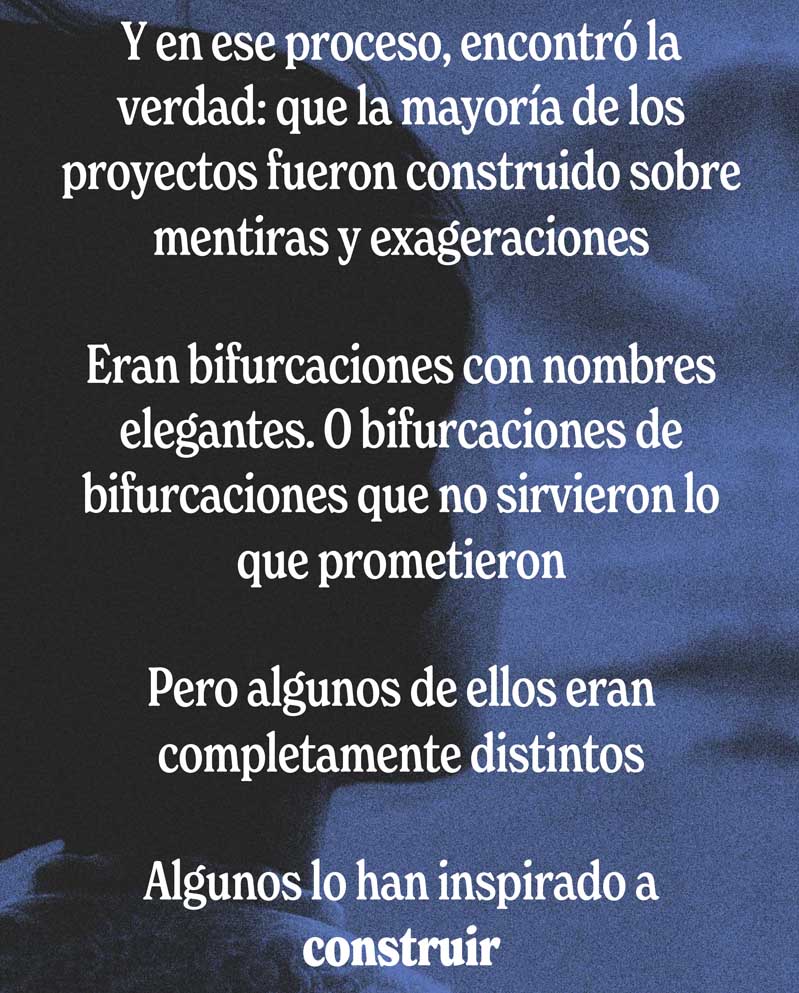 Y en ese proceso, encontró la
verdad: que la mayoría de los
proyectos fueron construido sobre
mentiras y exageraciones
Eran bifurcaciones con nombres
elegantes. O bifurcaciones de
bifurcaciones que no sirvieron lo
que prometieron
Pero algunos de ellos eran
completamente distintos
Algunos lo han inspirado a
construir